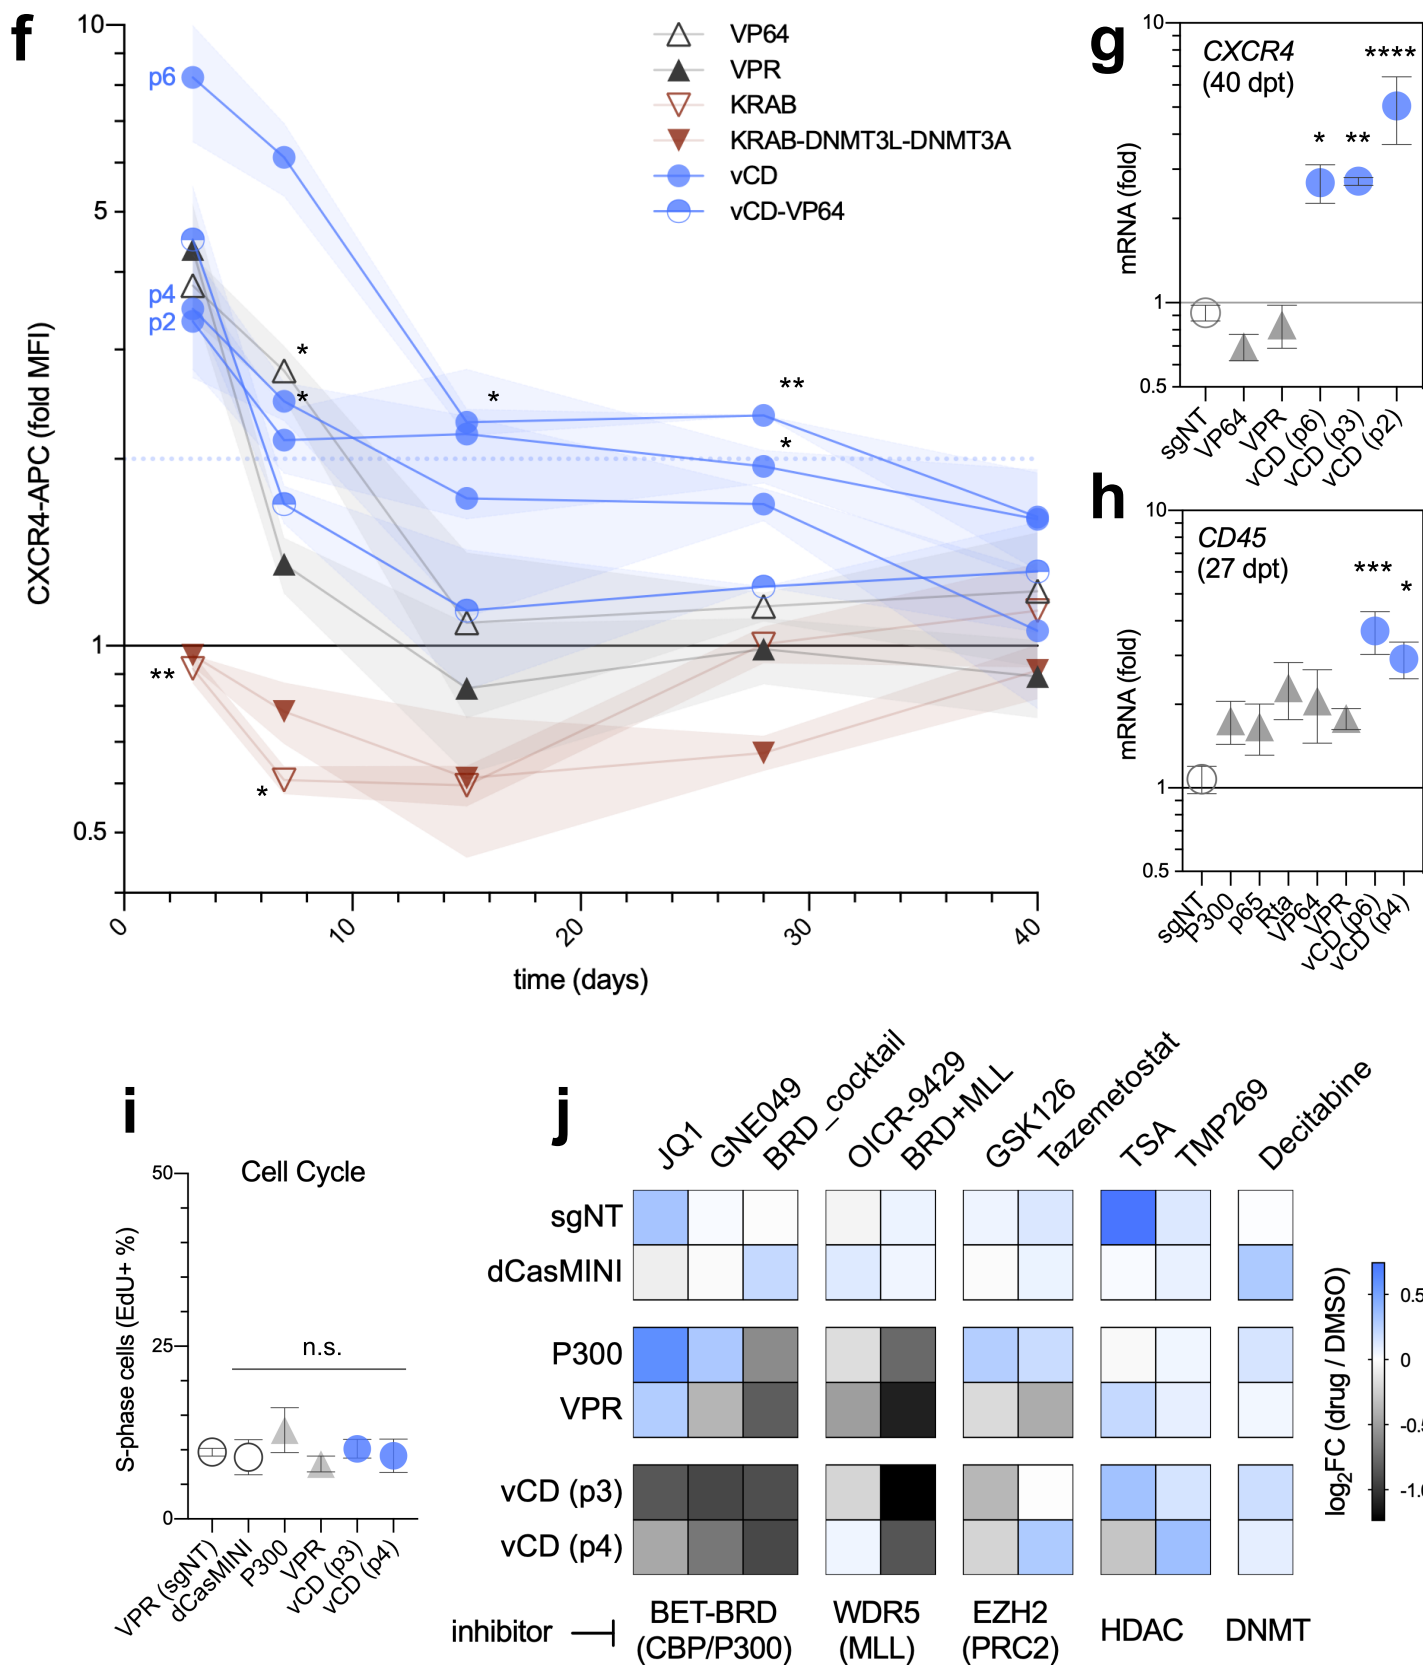 f
10
5
1
0.5
CXCR4-APC (fold MFI)
p6
p4
p2
**
*
*
*
*
**
*
VP64
VPR
KRAB
KRAB-DNMT3L-DNMT3A
vCD
vCD-VP64
0
10
20
30
40
time (days)
g
10
1
0.5
mRNA (fold)
CXCR4
(40 dpt)
*
**
****
sgNT
VP64
VPR
vCD (p6)
vCD (p3)
vCD (p2)
h
10
1
0.5
mRNA (fold)
CD45
(27 dpt)
***
*
sgNT
P300
p65
Rta
VP64
VPR
vCD (p6)
vCD (p4)
i
Cell Cycle
50
25
0
S-phase cells (EdU+ %)
n.s.
VPR (sgNT)
dCasMINI
P300
VPR
vCD (p3)
vCD (p4)
j
JQ1
GNE049
BRD_cocktail
OICR-9429
BRD+MLL
GSK126
Tazemetostat
TSA
TMP269
Decitabine
sgNT
dCasMINI
P300
VPR
vCD (p3)
vCD (p4)
inhibitor
BET-BRD
(CBP/P300)
WDR5
(MLL)
EZH2
(PRC2)
HDAC
DNMT
log₂FC (drug / DMSO)
0.5
0
-0.5
-1.0